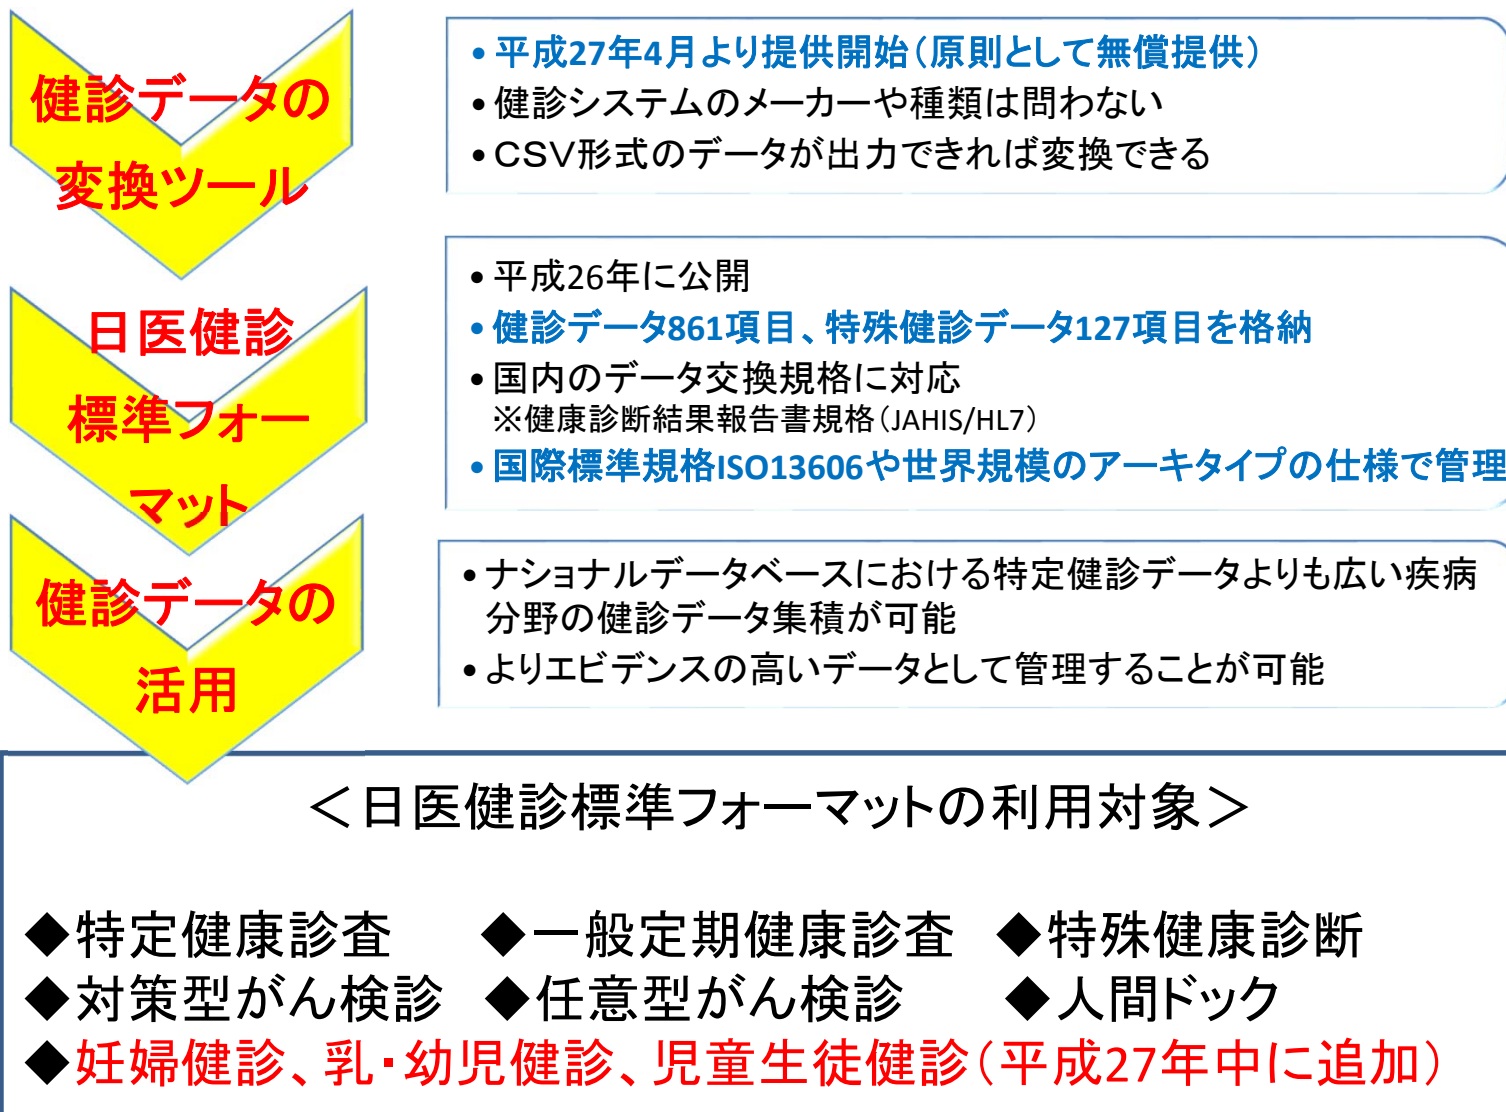 健診データの
変換ツール
• 平成27年4月より提供開始（原則として無償提供）
• 健診システムのメーカーや種類は問わない
• CSV形式のデータが出力できれば変換できる
日医健診
標準フォー
マット
• 平成26年に公開
• 健診データ861項目、特殊健診データ127項目を格納
• 国内のデータ交換規格に対応
※健康診断結果報告書規格（JAHIS/HL7）
• 国際標準規格ISO13606や世界規模のアーキタイプの仕様で管理
健診データの
活用
• ナショナルデータベースにおける特定健診データよりも広い疾病
分野の健診データ集積が可能
• よりエビデンスの高いデータとして管理することが可能
＜日医健診標準フォーマットの利用対象＞
◆特定健康診査 ◆一般定期健康診査 ◆特殊健康診断
◆対策型がん検診 ◆任意型がん検診 ◆人間ドック
◆妊婦健診、乳・幼児健診、児童生徒健診（平成27年中に追加）